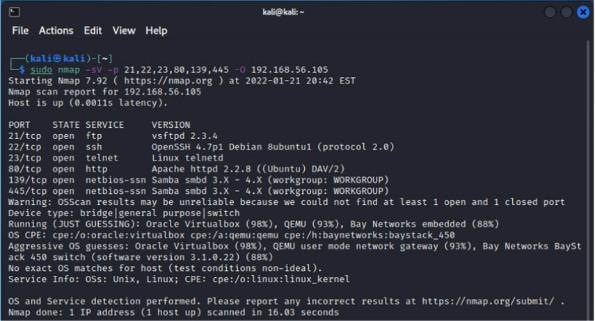 kali@kali: ~
File Actions Edit View Help
┌──(kali㉿kali)-[~]
└─$ sudo nmap -sV -p 21,22,23,80,139,445 -O 192.168.56.105
Starting Nmap 7.92 ( https://nmap.org ) at 2022-01-21 20:42 EST
Nmap scan report for 192.168.56.105
Host is up (0.0011s latency).
PORT STATE SERVICE VERSION
21/tcp open ftp vsftpd 2.3.4
22/tcp open ssh OpenSSH 4.7p1 Debian 8ubuntu1 (protocol 2.0)
23/tcp open telnet Linux telnetd
80/tcp open http Apache httpd 2.2.8 ((Ubuntu) DAV/2)
139/tcp open netbios-ssn Samba smbd 3.X - 4.X (workgroup: WORKGROUP)
445/tcp open netbios-ssn Samba smbd 3.X - 4.X (workgroup: WORKGROUP)
Warning: OSScan results may be unreliable because we could not find at least 1 open and 1 closed port
Device type: bridge|general purpose|switch
Running (JUST GUESSING): Oracle Virtualbox (98%), QEMU (93%), Bay Networks embedded (88%)
OS CPE: cpe:/o:oracle:virtualbox cpe:/a:qemu:qemu cpe:/h:baynetworks:baystack_450
Aggressive OS guesses: Oracle Virtualbox (98%), QEMU user mode network gateway (93%), Bay Networks BaySt
ack 450 switch (software version 3.1.0.22) (88%)
No exact OS matches for host (test conditions non-ideal).
Service Info: OSs: Unix, Linux; CPE: cpe:/o:linux:linux_kernel
OS and Service detection performed. Please report any incorrect results at https://nmap.org/submit/ .
Nmap done: 1 IP address (1 host up) scanned in 16.03 seconds